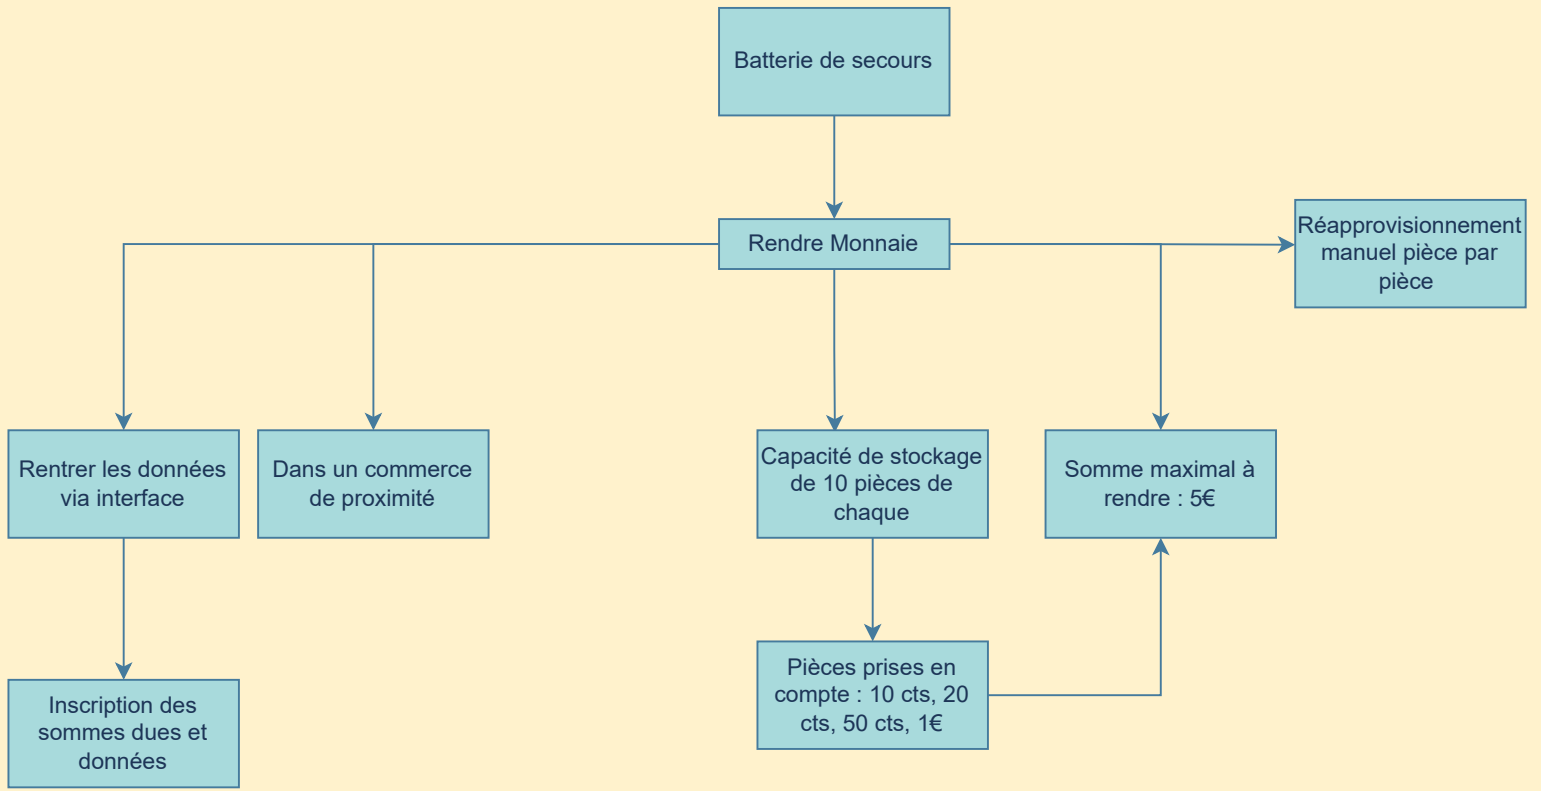 Batterie de secours
Rendre Monnaie
Réapprovisionnement
manuel pièce par
pièce
Rentrer les données
via interface
Dans un commerce
de proximité
Capacité de stockage
de 10 pièces de
chaque
Somme maximal à
rendre : 5€
Pièces prises en
compte : 10 cts, 20
cts, 50 cts, 1€
Inscription des
sommes dues et
données